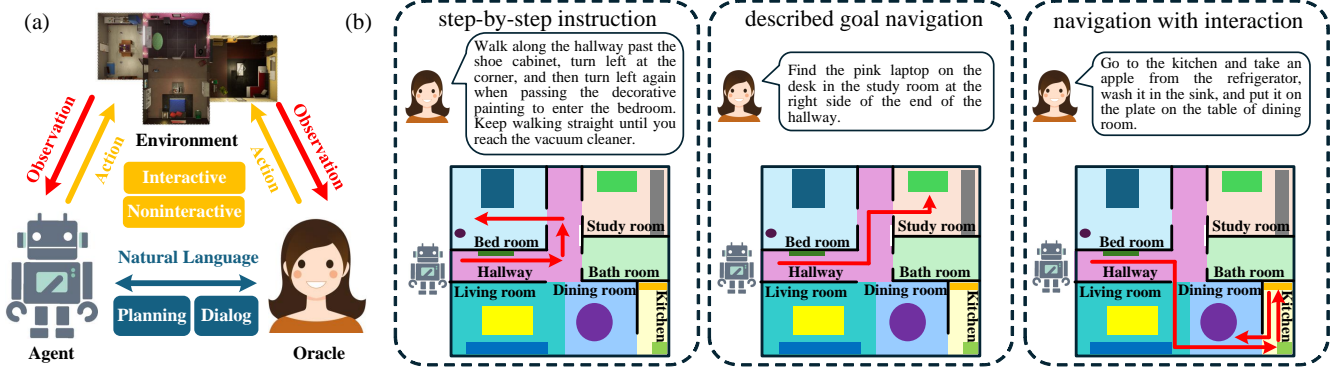 (a)
Environment
Observation
Action
Action
Observation
Interactive
Noninteractive
Natural Language
Planning
Dialog
Agent
Oracle
(b)
step-by-step instruction
Walk along the hallway past the
shoe cabinet, turn left at the
corner, and then turn left again
when passing the decorative
painting to enter the bedroom.
Keep walking straight until you
reach the vacuum cleaner.
Bed room
Study room
Hallway
Bath room
Living room
Dining room
Kitchen
described goal navigation
Find the pink laptop on the
desk in the study room at the
right side of the end of the
hallway.
Bed room
Study room
Hallway
Bath room
Living room
Dining room
Kitchen
navigation with interaction
Go to the kitchen and take an
apple from the refrigerator,
wash it in the sink, and put it on
the plate on the table of dining
room.
Bed room
Study room
Hallway
Bath room
Living room
Dining room
Kitchen